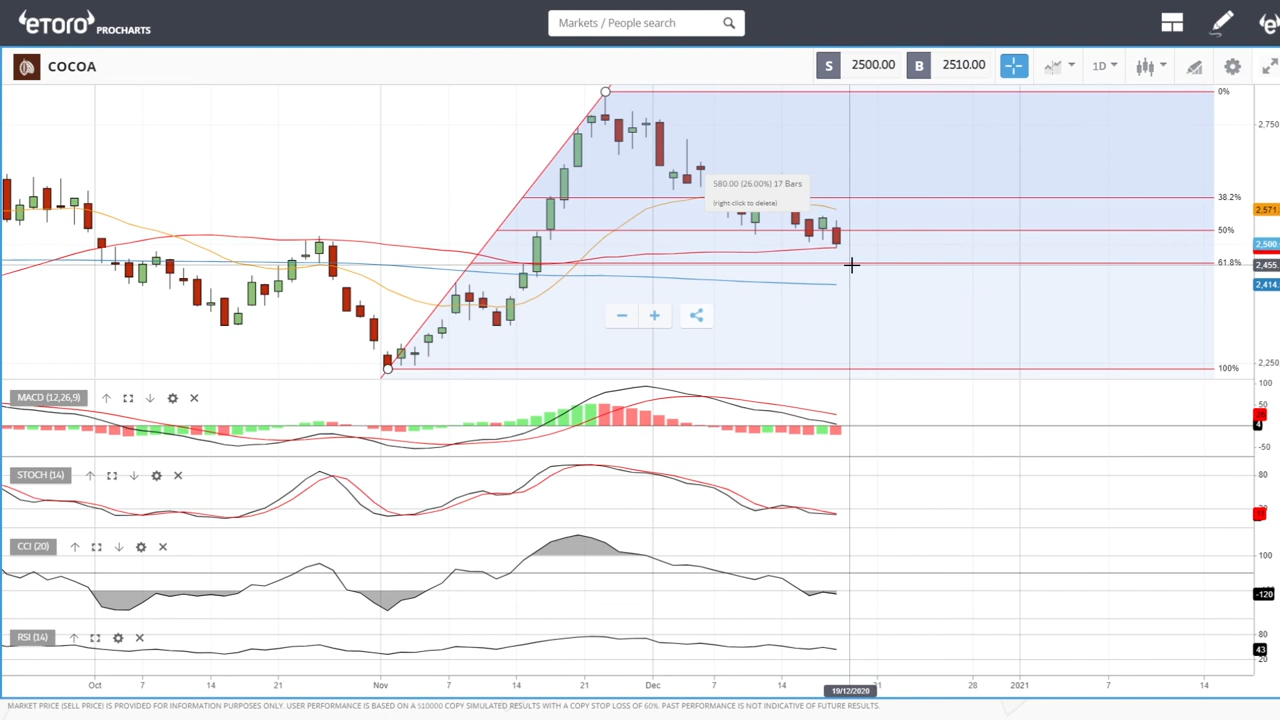 eToro PROCHARTS
Markets / People search
COCOA
S 2500.00 B 2510.00
1D
0%
2,750
580.00 (26.00%) 17 Bars
(right-click to delete)
38.2%
2,571.
50%
2,500
61.8%
2,455.
2,414.
2,250
100%
MACD (12,26,9)
100
50
4
-50
STOCH (14)
80
CCI (20)
100
-120
RSI (14)
80
43
20
Oct 7 14 21 Nov 7 14 21 Dec 7 14 28 2021 7 14
19/12/2020
MARKET PRICE (SELL PRICE) IS PROVIDED FOR INFORMATION PURPOSES ONLY. USER PERFORMANCE IS BASED ON A $10000 COPY SIMULATED RESULTS WITH A COPY STOP LOSS OF 60%. PAST PERFORMANCE IS NOT INDICATIVE OF FUTURE RESULTS.